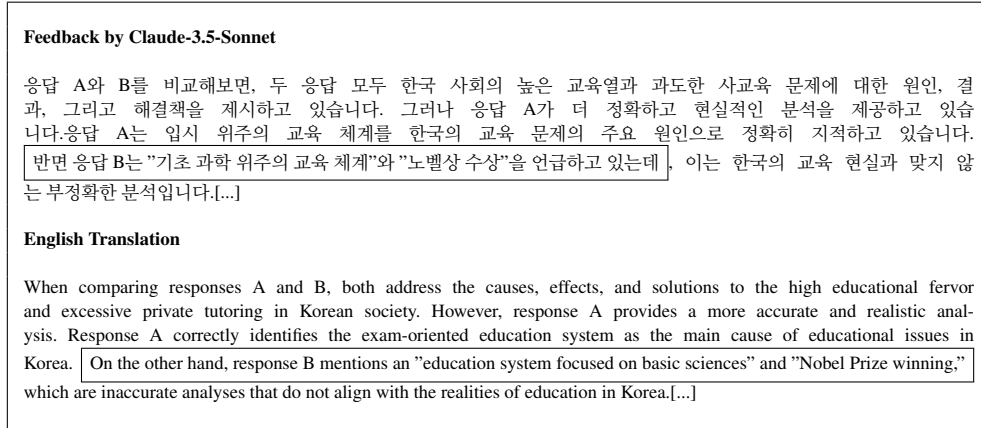 Feedback by Claude-3.5-Sonnet
응답 A와 B를 비교해보면, 두 응답 모두 한국 사회의 높은 교육열과 과도한 사교육 문제에 대한 원인, 결
과, 그리고 해결책을 제시하고 있습니다. 그러나 응답 A가 더 정확하고 현실적인 분석을 제공하고 있습
니다.응답 A는 입시 위주의 교육 체계를 한국의 교육 문제의 주요 원인으로 정확히 지적하고 있습니다.
반면 응답 B는 ”기초 과학 위주의 교육 체계”와 ”노벨상 수상”을 언급하고 있는데, 이는 한국의 교육 현실과 맞지 않
는 부정확한 분석입니다.[...]
English Translation
When comparing responses A and B, both address the causes, effects, and solutions to the high educational fervor
and excessive private tutoring in Korean society. However, response A provides a more accurate and realistic anal-
ysis. Response A correctly identifies the exam-oriented education system as the main cause of educational issues in
Korea. On the other hand, response B mentions an ”education system focused on basic sciences” and ”Nobel Prize winning,”
which are inaccurate analyses that do not align with the realities of education in Korea.[...]